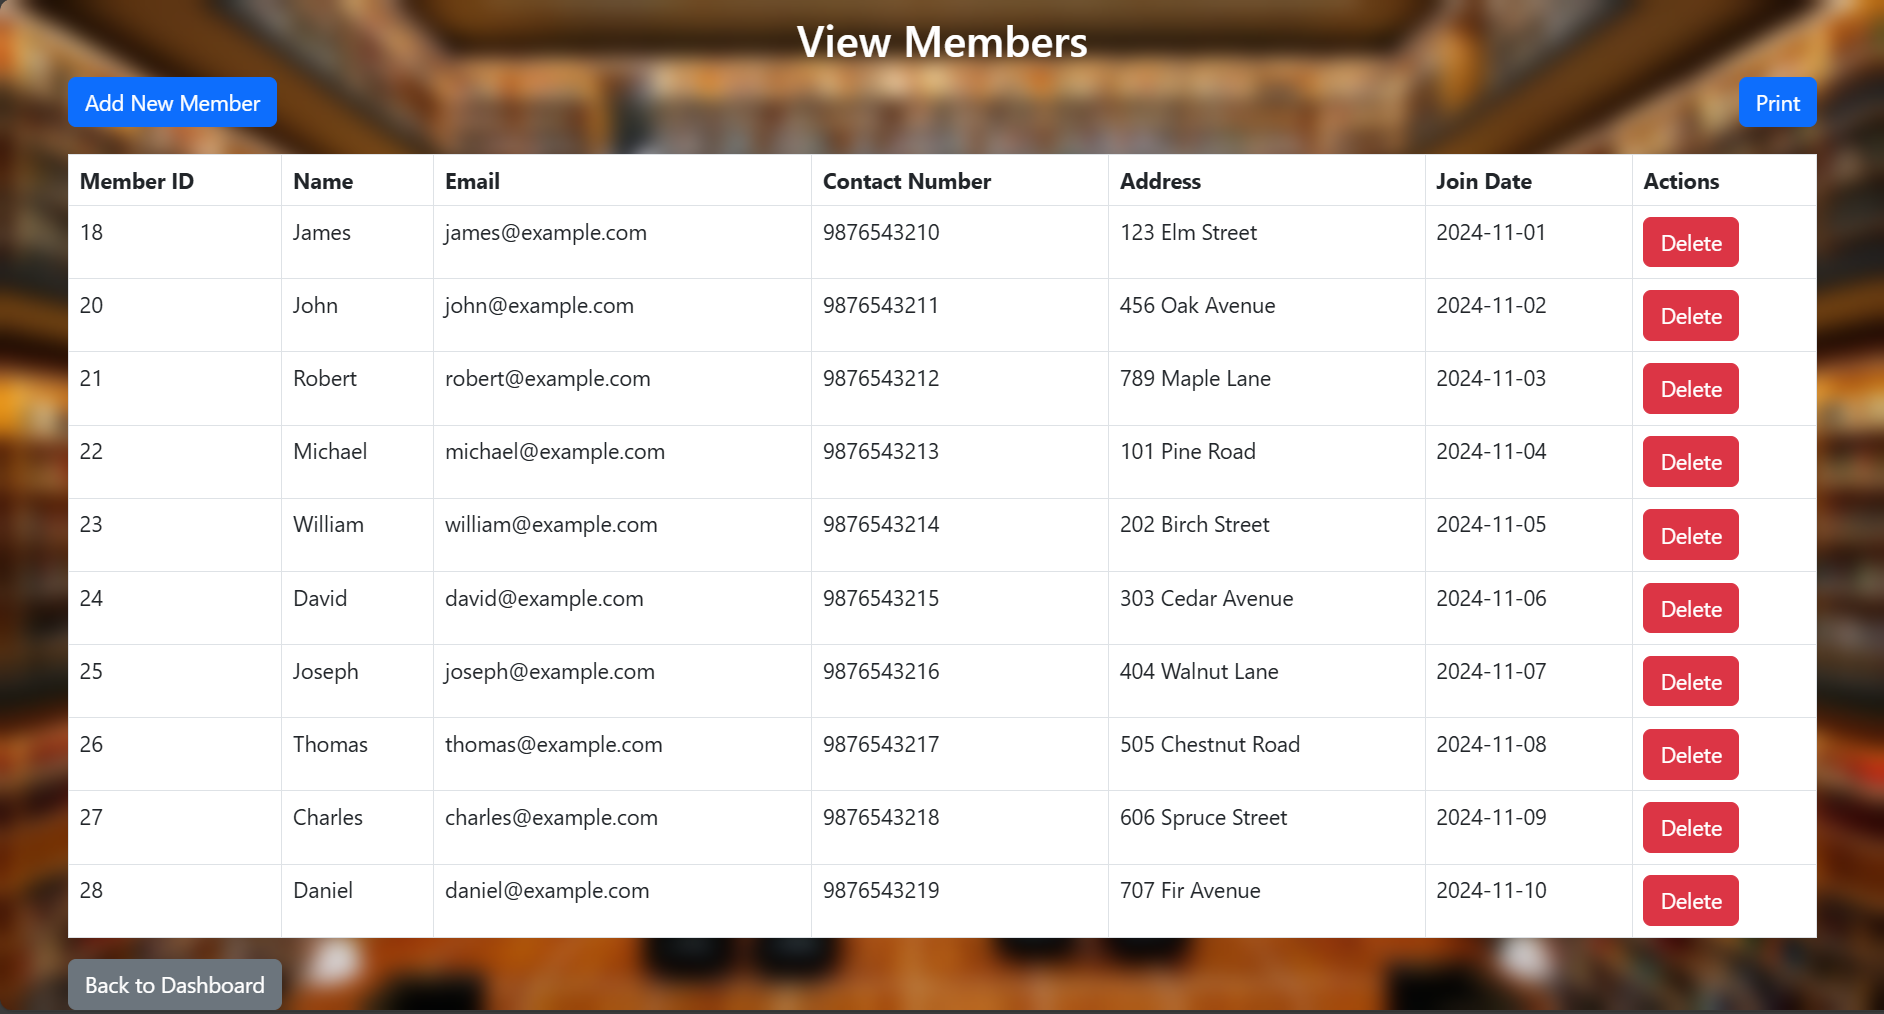 View Members
Add New Member Print
Member ID Name Email Contact Number Address Join Date Actions
18 James james@example.com 9876543210 123 Elm Street 2024-11-01 Delete
20 John john@example.com 9876543211 456 Oak Avenue 2024-11-02 Delete
21 Robert robert@example.com 9876543212 789 Maple Lane 2024-11-03 Delete
22 Michael michael@example.com 9876543213 101 Pine Road 2024-11-04 Delete
23 William william@example.com 9876543214 202 Birch Street 2024-11-05 Delete
24 David david@example.com 9876543215 303 Cedar Avenue 2024-11-06 Delete
25 Joseph joseph@example.com 9876543216 404 Walnut Lane 2024-11-07 Delete
26 Thomas thomas@example.com 9876543217 505 Chestnut Road 2024-11-08 Delete
27 Charles charles@example.com 9876543218 606 Spruce Street 2024-11-09 Delete
28 Daniel daniel@example.com 9876543219 707 Fir Avenue 2024-11-10 Delete
Back to Dashboard